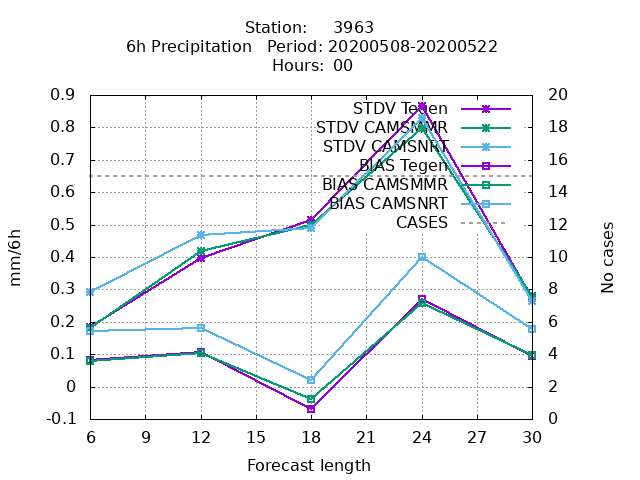 Station: 3963
6h Precipitation Period: 20200508-20200522
Hours: 00
0.9
0.8
0.7
0.6
0.5
0.4
0.3
0.2
0.1
0
-0.1
20
18
16
14
12
10
8
6
4
2
0
6 9 12 15 18 21 24 27 30
mm/6h
No cases
Forecast length
STDV Tegen
STDV CAMSMMR
STDV CAMSNRT
BIAS Tegen
BIAS CAMSMMR
BIAS CAMSNRT
CASES